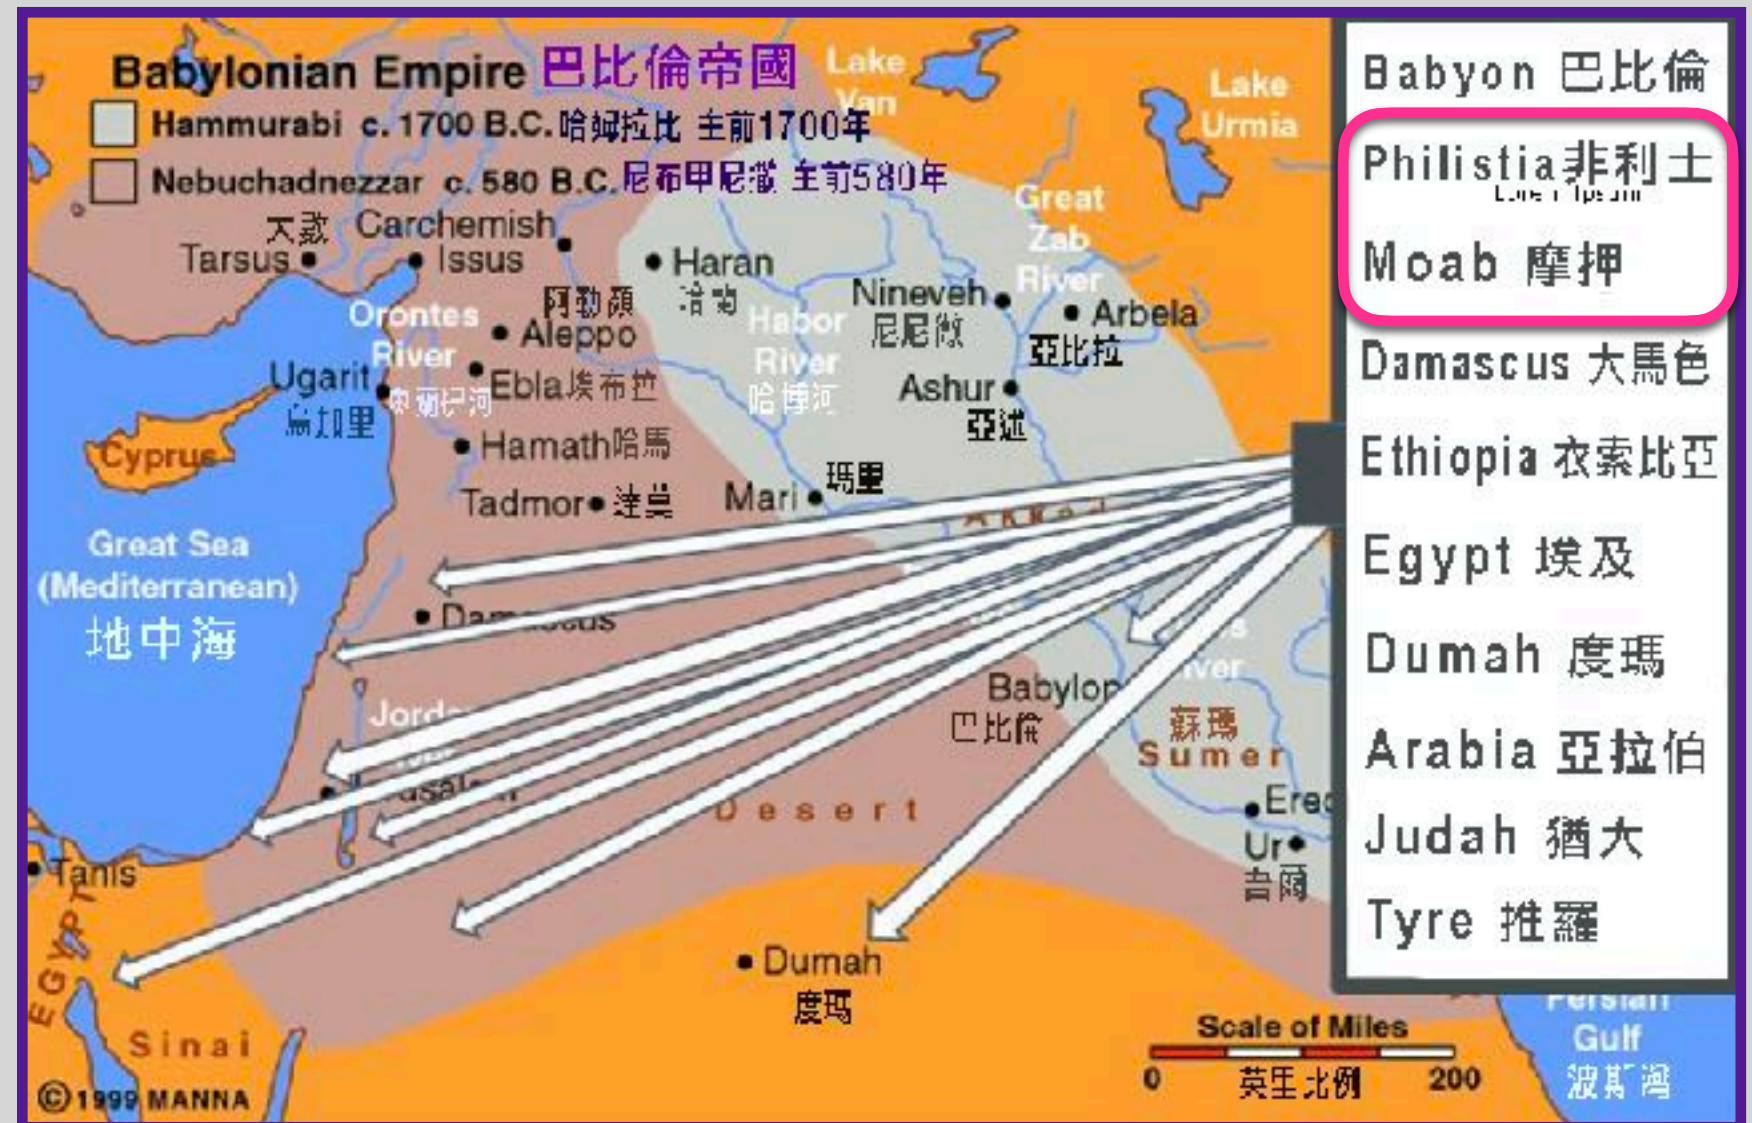 Babylonian Empire 巴比倫帝國
Hammurabi c. 1700 B.C. 哈姆拉比 主前1700年
Nebuchadnezzar c. 580 B.C. 尼布甲尼撒 主前580年
Lake
Van
Lake
Urmia
Great
Zab
River
大數
Tarsus
Carchemish
Issus
Haran
哈蘭
Nineveh
尼尼微
Arbela
亞比拉
Orontes
River
阿勒頗
Aleppo
Habor
River
哈博河
Ugarit
烏加里
Ebla 埃布拉
Ashur
亞述
Cyprus
Hamath 哈馬
Tadmor 達莫
Mari 瑪里
Great Sea
(Mediterranean)
地中海
Babylon
巴比倫
蘇瑪
Sumer
Desert
Ur
吾爾
Tanis
EGYPT
Sinai
Dumah
度瑪
Scale of Miles
0 英里比例 200
Persian
Gulf
波斯灣
©1999 MANNA
Babyon 巴比倫
Philistia 非利士
Moab 摩押
Damascus 大馬色
Ethiopia 衣索比亞
Egypt 埃及
Dumah 度瑪
Arabia 亞拉伯
Judah 猶大
Tyre 推羅